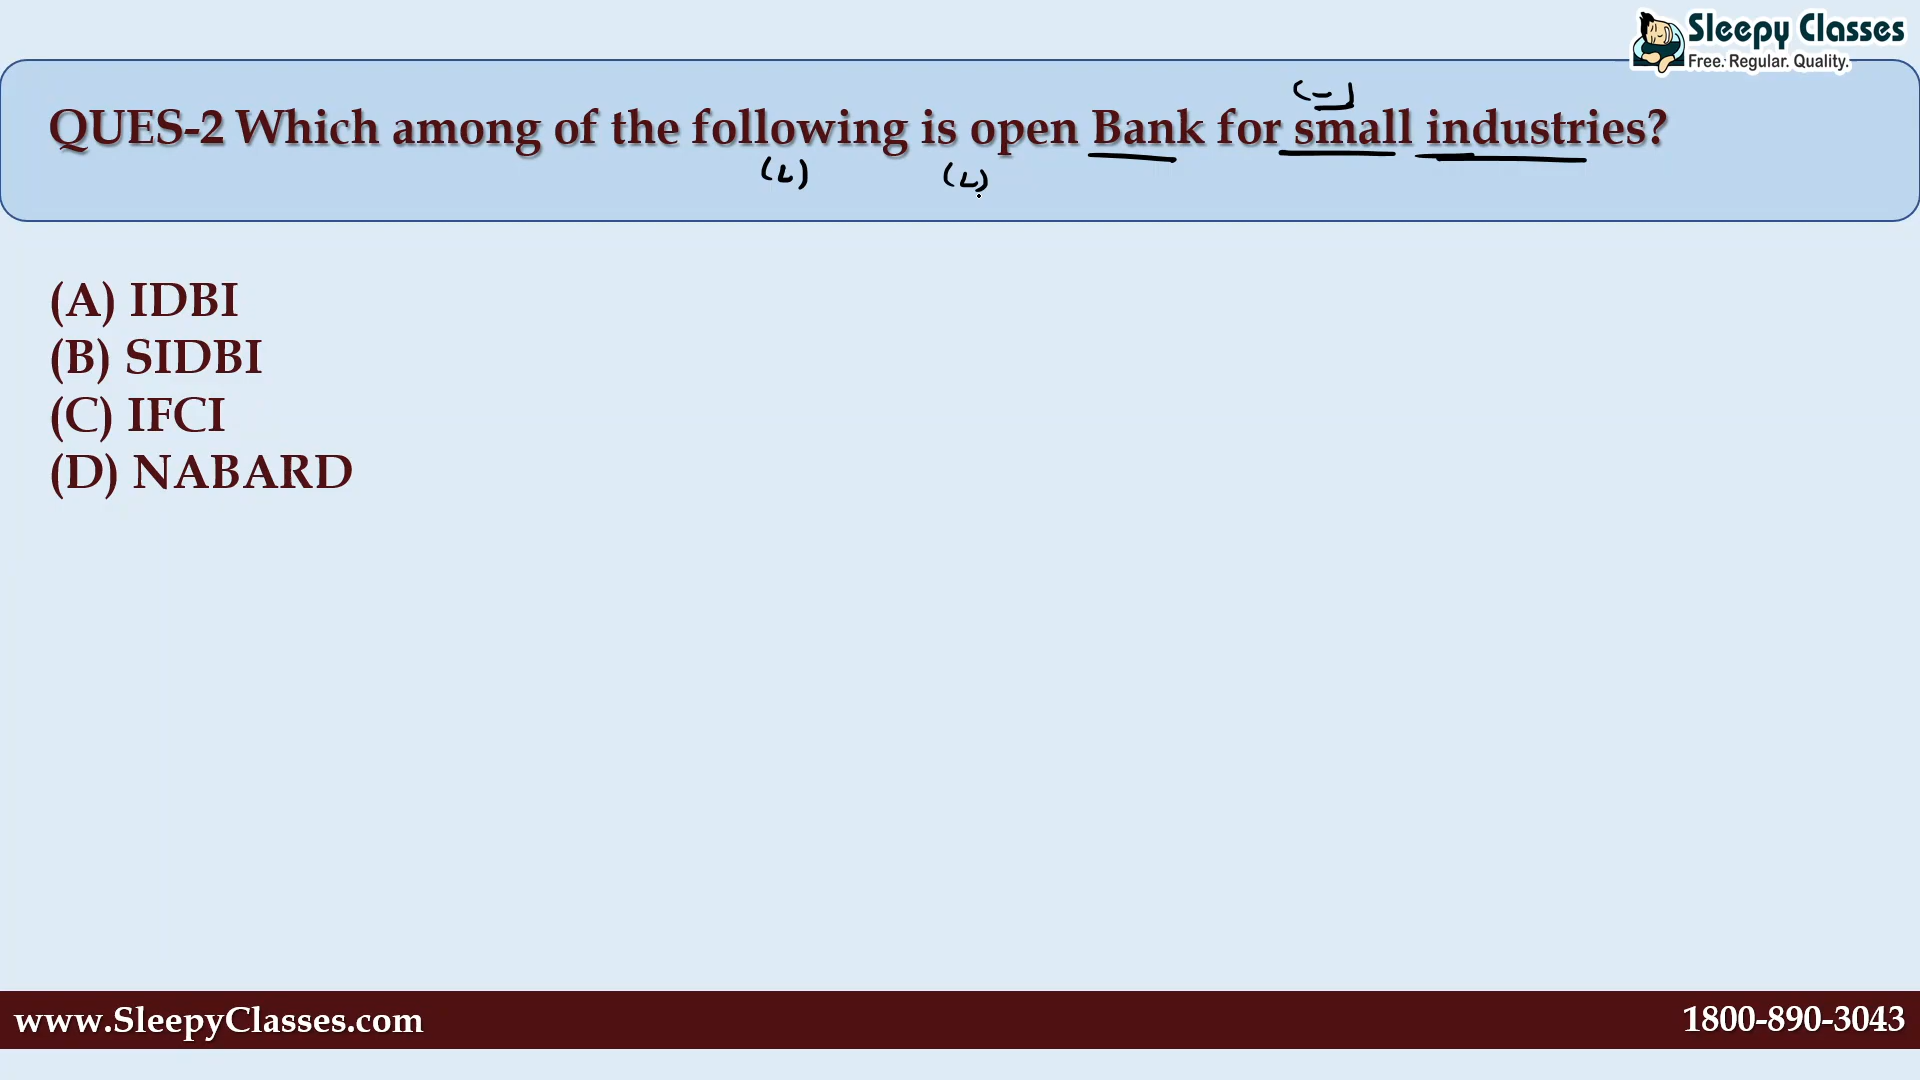 Sleepy Classes
Free. Regular. Quality.
QUES-2 Which among of the following is open Bank for small industries?
(A) IDBI
(B) SIDBI
(C) IFCI
(D) NABARD
www.SleepyClasses.com
1800-890-3043